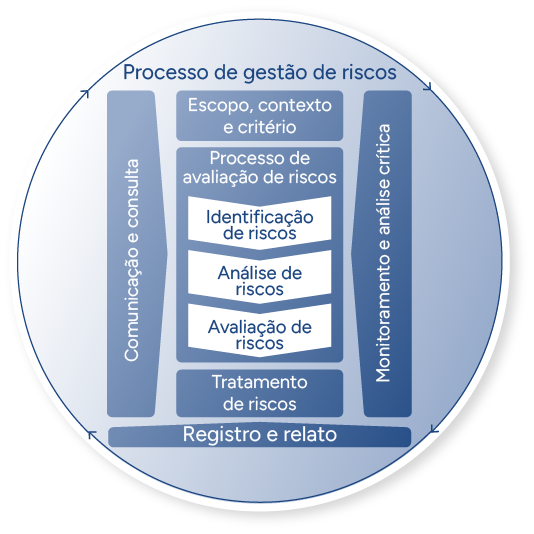 Processo de gestão de riscos
Escopo, contexto
e critério
Comunicação e consulta
Processo de
avaliação de riscos
Identificação
de riscos
Análise de
riscos
Avaliação de
riscos
Tratamento
de riscos
Monitoramento e análise crítica
Registro e relato